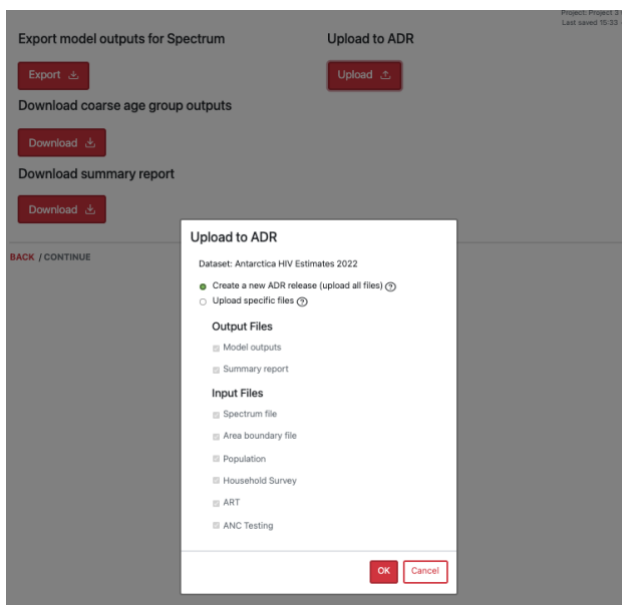 Project: Project 3
Last saved 15:33
Export model outputs for Spectrum
Upload to ADR
Export
Upload
Download coarse age group outputs
Download
Download summary report
Download
BACK / CONTINUE
Upload to ADR
Dataset: Antarctica HIV Estimates 2022
Create a new ADR release (upload all files) ?
Upload specific files ?
Output Files
Model outputs
Summary report
Input Files
Spectrum file
Area boundary file
Population
Household Survey
ART
ANC Testing
OK
Cancel